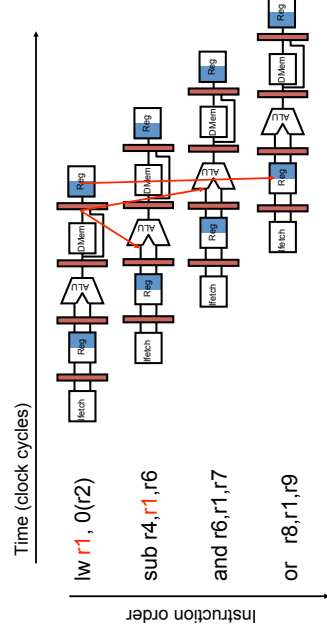 Time (clock cycles)
Instruction order
lw r1, 0(r2)
Ifetch Reg ALU DMem Reg
sub r4,r1,r6
Ifetch Reg ALU DMem Reg
and r6,r1,r7
Ifetch Reg ALU DMem Reg
or r8,r1,r9
Ifetch Reg ALU DMem Reg